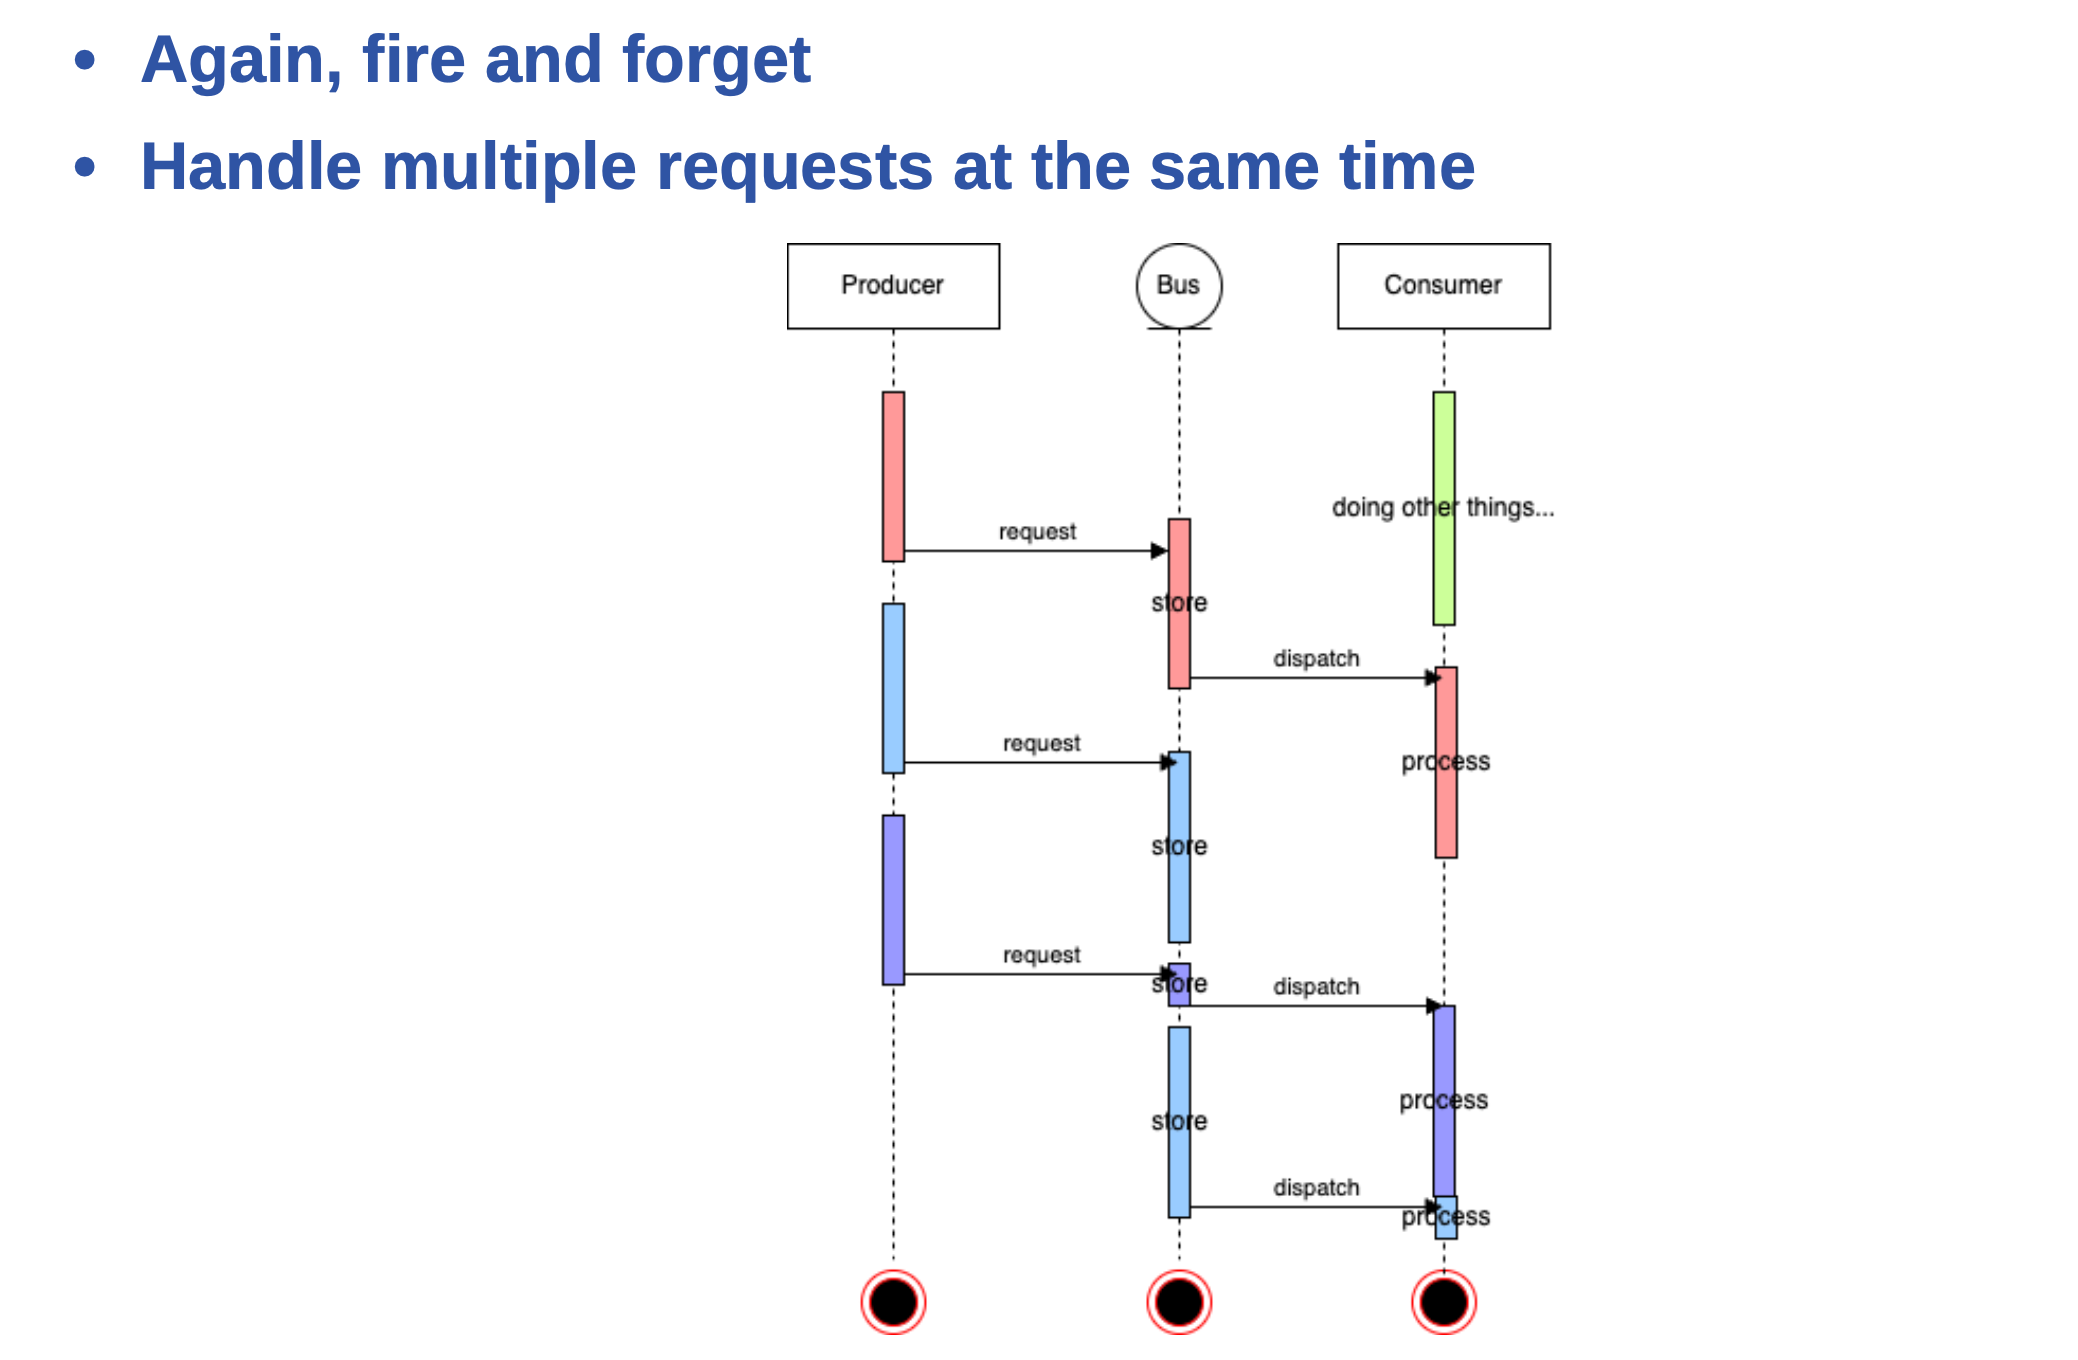 • Again, fire and forget
• Handle multiple requests at the same time
Producer
Bus
Consumer
doing other things...
request
store
dispatch
request
process
store
request
store
dispatch
process
store
dispatch
process